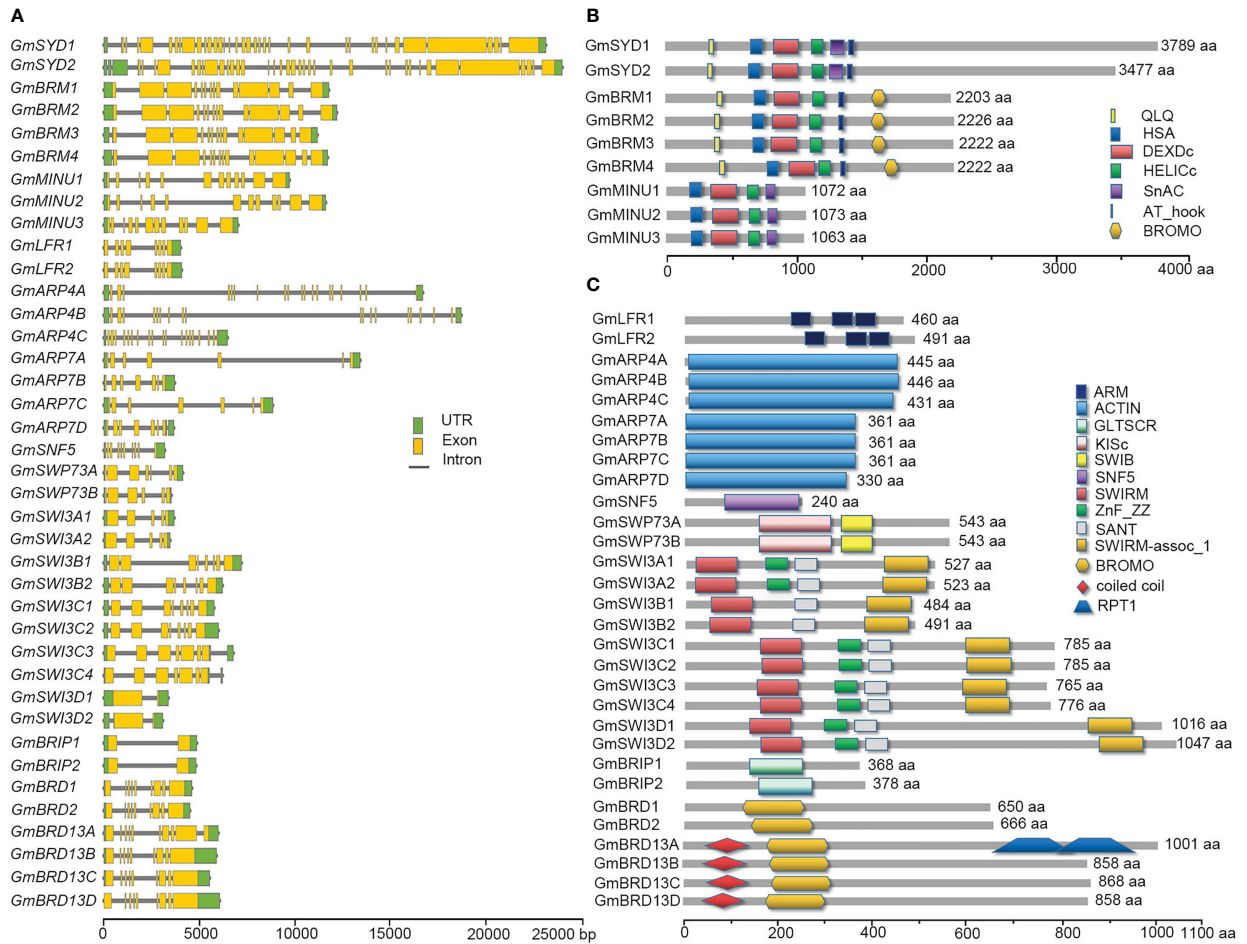 A
GmSYD1
GmSYD2
GmBRM1
GmBRM2
GmBRM3
GmBRM4
GmMINU1
GmMINU2
GmMINU3
GmLFR1
GmLFR2
GmARP4A
GmARP4B
GmARP4C
GmARP7A
GmARP7B
GmARP7C
GmARP7D
GmSNF5
GmSWP73A
GmSWP73B
GmSWI3A1
GmSWI3A2
GmSWI3B1
GmSWI3B2
GmSWI3C1
GmSWI3C2
GmSWI3C3
GmSWI3C4
GmSWI3D1
GmSWI3D2
GmBRIP1
GmBRIP2
GmBRD1
GmBRD2
GmBRD13A
GmBRD13B
GmBRD13C
GmBRD13D
UTR
Exon
Intron
0 5000 10000 15000 20000 25000 bp
B
GmSYD1 3789 aa
GmSYD2 3477 aa
GmBRM1 2203 aa
GmBRM2 2226 aa
GmBRM3 2222 aa
GmBRM4 2222 aa
GmMINU1 1072 aa
GmMINU2 1073 aa
GmMINU3 1063 aa
QLQ
HSA
DEXDc
HELICc
SnAC
AT_hook
BROMO
0 1000 2000 3000 4000 aa
C
GmLFR1 460 aa
GmLFR2 491 aa
GmARP4A 445 aa
GmARP4B 446 aa
GmARP4C 431 aa
GmARP7A 361 aa
GmARP7B 361 aa
GmARP7C 361 aa
GmARP7D 330 aa
GmSNF5 240 aa
GmSWP73A 543 aa
GmSWP73B 543 aa
GmSWI3A1 527 aa
GmSWI3A2 523 aa
GmSWI3B1 484 aa
GmSWI3B2 491 aa
GmSWI3C1 785 aa
GmSWI3C2 785 aa
GmSWI3C3 765 aa
GmSWI3C4 776 aa
GmSWI3D1 1016 aa
GmSWI3D2 1047 aa
GmBRIP1 368 aa
GmBRIP2 378 aa
GmBRD1 650 aa
GmBRD2 666 aa
GmBRD13A 1001 aa
GmBRD13B 858 aa
GmBRD13C 868 aa
GmBRD13D 858 aa
ARM
ACTIN
GLTSCR
KISc
SWIB
SNF5
SWIRM
ZnF_ZZ
SANT
SWIRM-assoc_1
BROMO
coiled coil
RPT1
0 200 400 600 800 1000 1100 aa